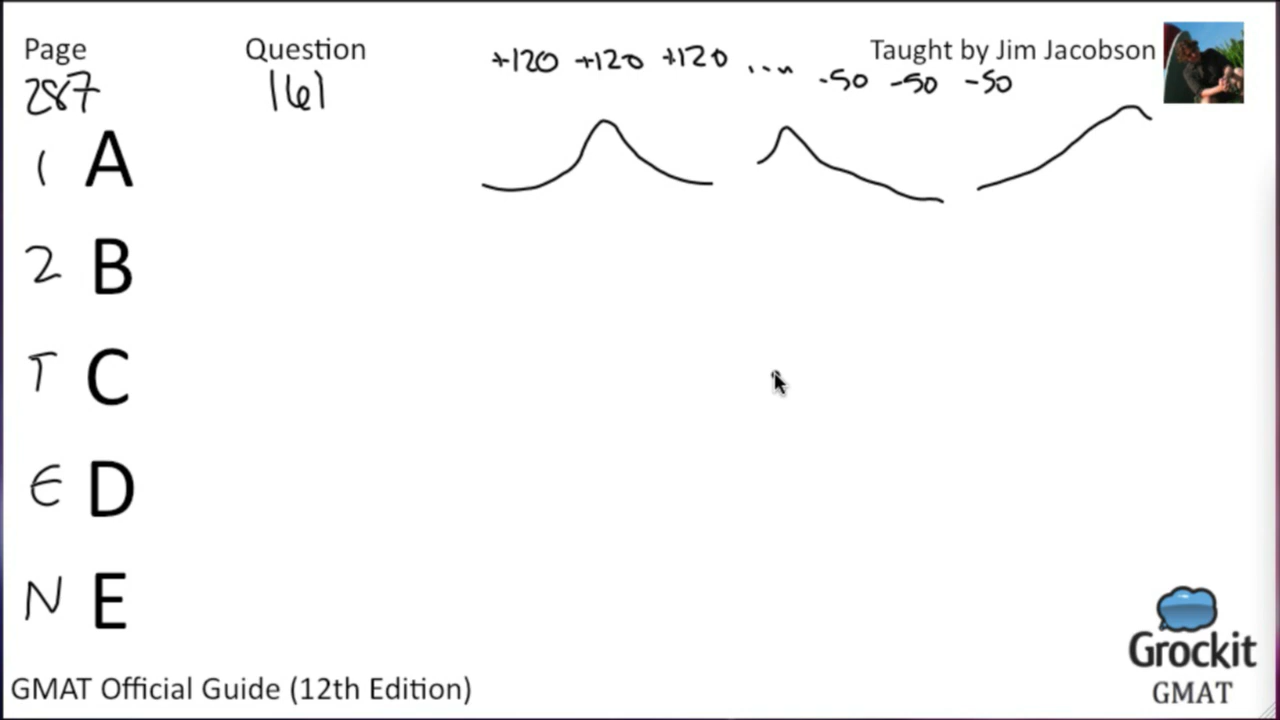 Page
Question
+120 +120 +120 ... -50 -50 -50
Taught by Jim Jacobson
287
161
1 A
2 B
T C
E D
N E
Grockit
GMAT
GMAT Official Guide (12th Edition)